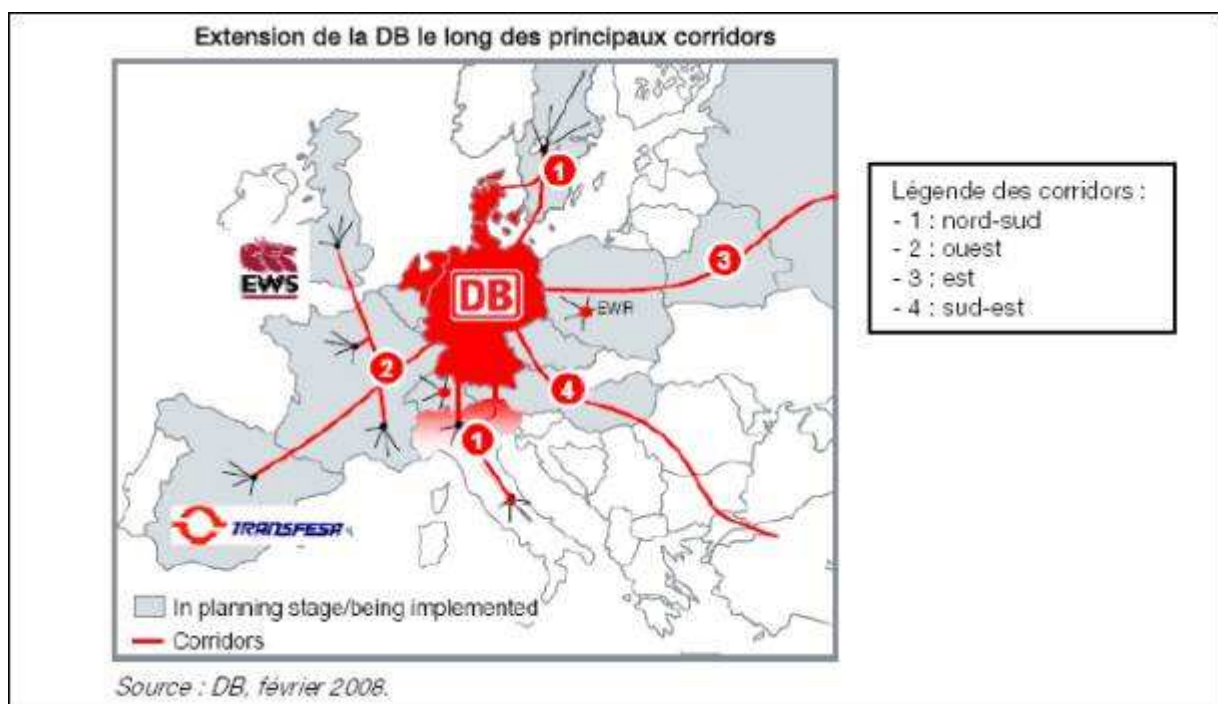 Extension de la DB le long des principaux corridors
1
EWS
3
DB
EWR
2
4
1
TRANSFESA
In planning stage/being implemented
Corridors
Légende des corridors :
- 1 : nord-sud
- 2 : ouest
- 3 : est
- 4 : sud-est
Source : DB, février 2008.